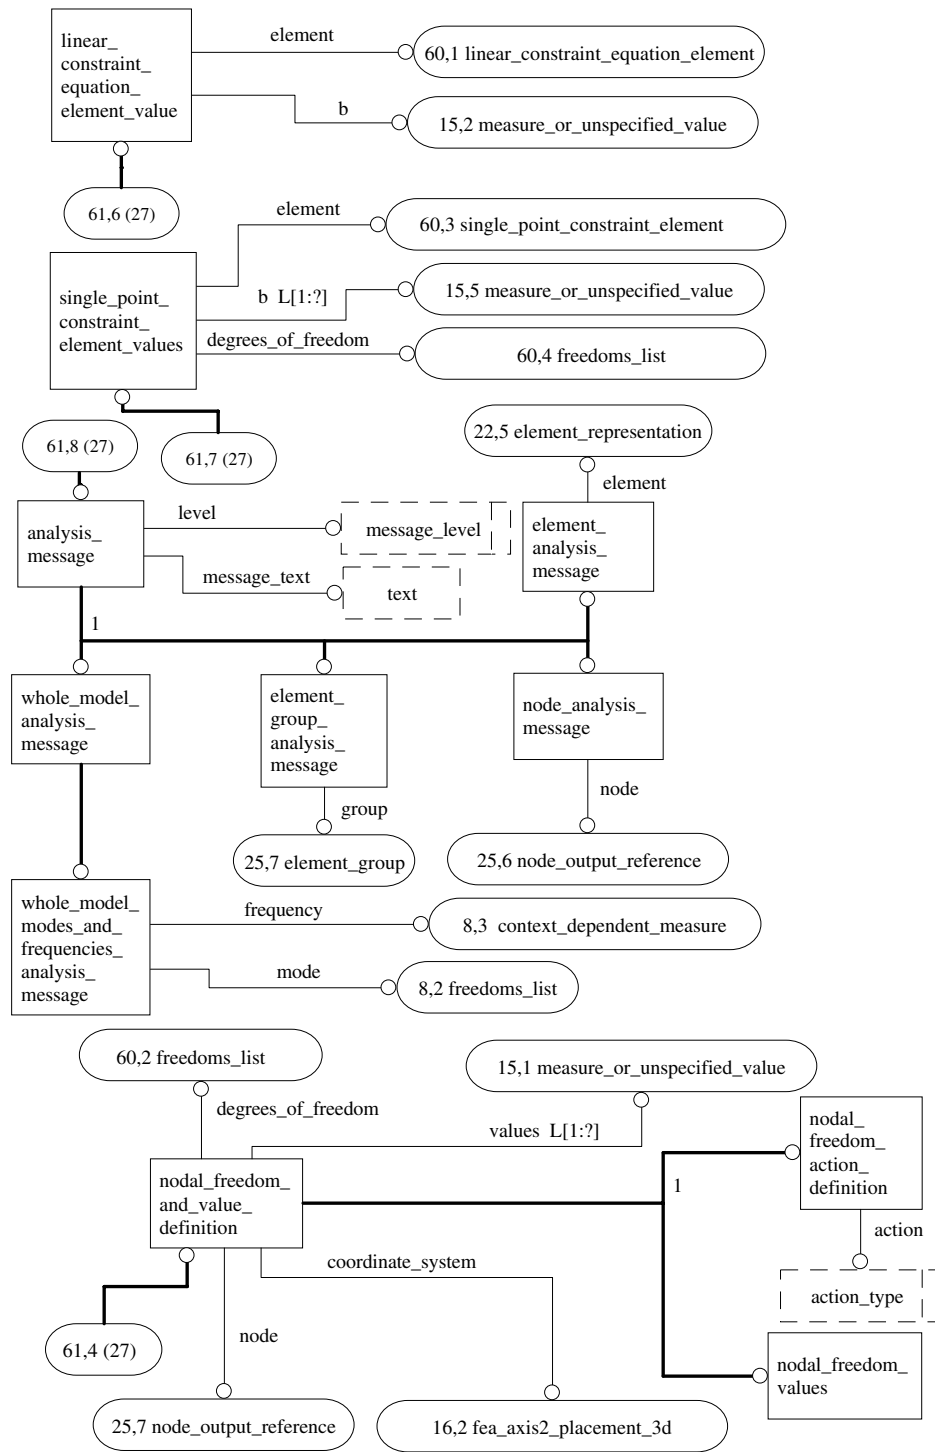 linear_
constraint_
equation_
element_value
element
60,1 linear_constraint_equation_element
b
15,2 measure_or_unspecified_value
61,6 (27)
element
60,3 single_point_constraint_element
single_point_
constraint_
element_values
b L[1:?]
15,5 measure_or_unspecified_value
degrees_of_freedom
60,4 freedoms_list
61,8 (27)
61,7 (27)
22,5 element_representation
element
analysis_
message
level
message_level
message_text
text
element_
analysis_
message
1
whole_model_
analysis_
message
element_
group_
analysis_
message
node_analysis_
message
group
node
25,7 element_group
25,6 node_output_reference
whole_model_
modes_and_
frequencies_
analysis_
message
frequency
8,3 context_dependent_measure
mode
8,2 freedoms_list
60,2 freedoms_list
15,1 measure_or_unspecified_value
degrees_of_freedom
values L[1:?]
nodal_
freedom_
action_
definition
nodal_freedom_
and_value_
definition
1
action
coordinate_system
action_type
node
61,4 (27)
nodal_freedom_
values
25,7 node_output_reference
16,2 fea_axis2_placement_3d